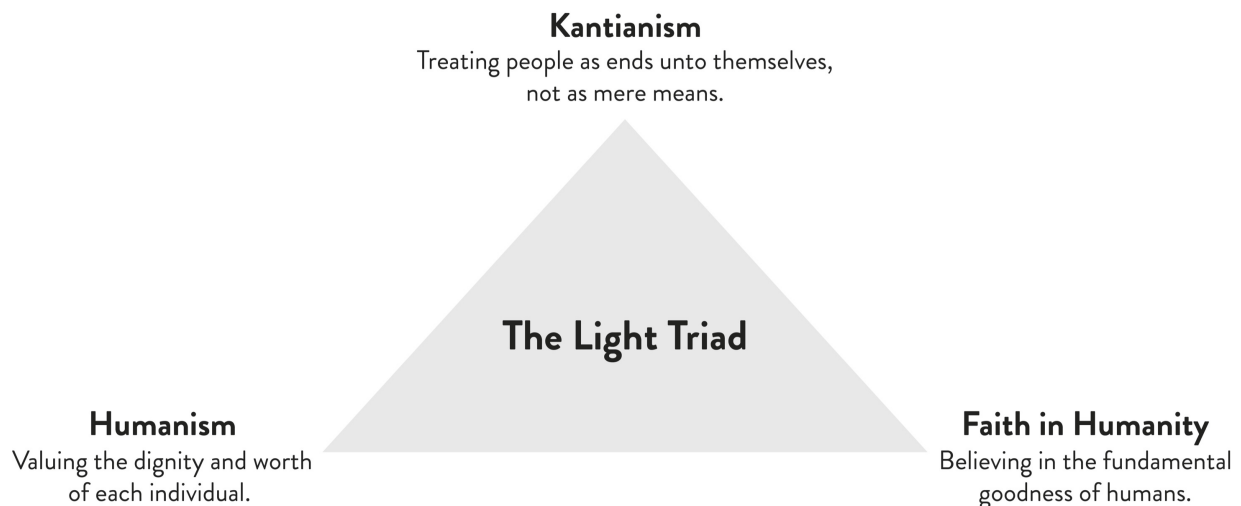 Kantianism
Treating people as ends unto themselves,
not as mere means.
The Light Triad
Humanism
Valuing the dignity and worth
of each individual.
Faith in Humanity
Believing in the fundamental
goodness of humans.